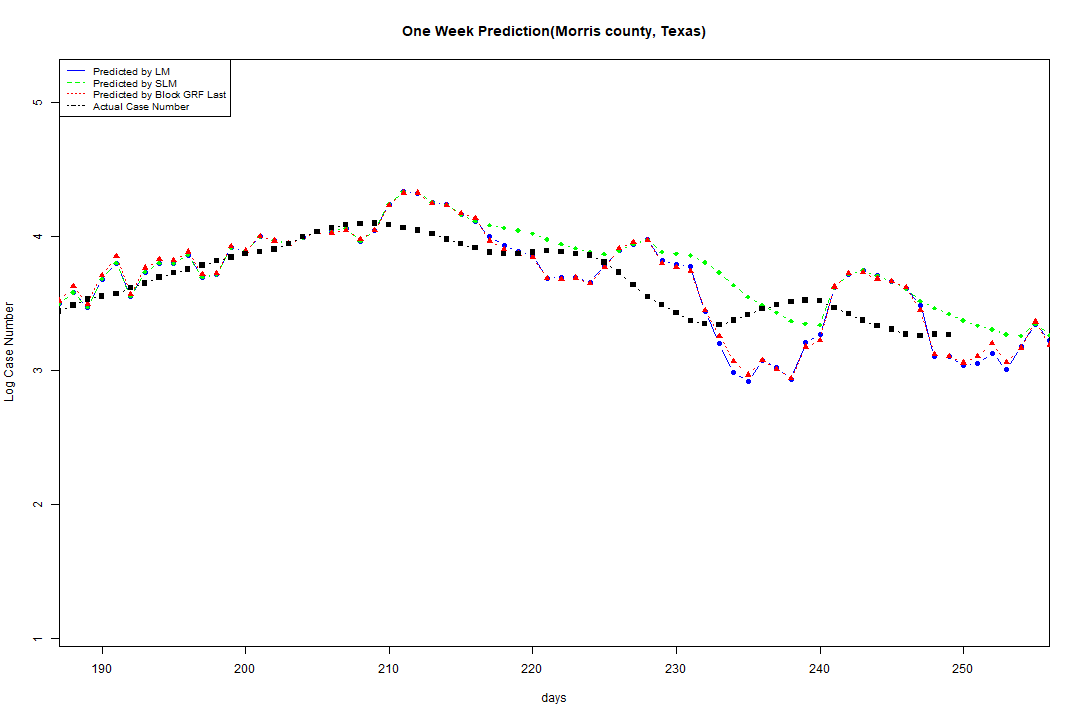 One Week Prediction(Morris county, Texas)
Predicted by LM
Predicted by SLM
Predicted by Block GRF Last
Actual Case Number
5
4
3
2
1
Log Case Number
190 200 210 220 230 240 250
days